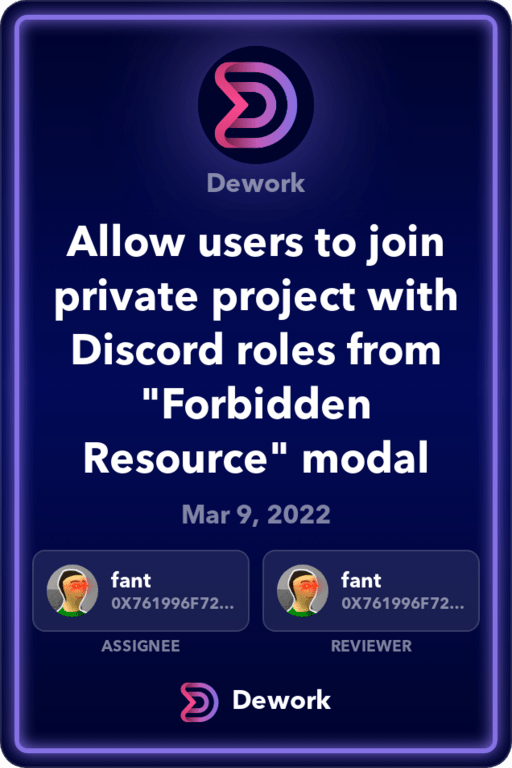 Dework
Allow users to join
private project with
Discord roles from
"Forbidden
Resource" modal
Mar 9, 2022
fant
0X761996F72...
ASSIGNEE
fant
0X761996F72...
REVIEWER
Dework